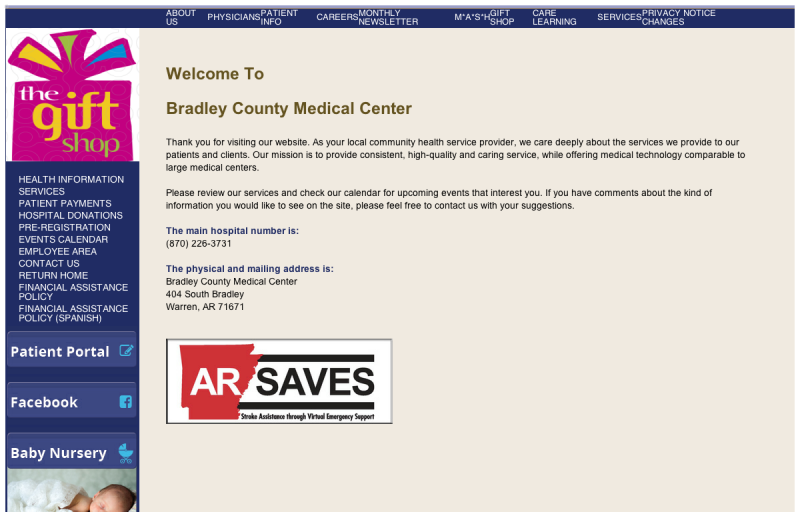 ABOUT US
PHYSICIANS
PATIENT INFO
CAREERS
MONTHLY NEWSLETTER
M*A*S*H
GIFT SHOP
CARE LEARNING
SERVICES
PRIVACY NOTICE CHANGES
the
gift
shop
HEALTH INFORMATION
SERVICES
PATIENT PAYMENTS
HOSPITAL DONATIONS
PRE-REGISTRATION
EVENTS CALENDAR
EMPLOYEE AREA
CONTACT US
RETURN HOME
FINANCIAL ASSISTANCE
POLICY
FINANCIAL ASSISTANCE
POLICY (SPANISH)
Patient Portal
Facebook
Baby Nursery
Welcome To
Bradley County Medical Center
Thank you for visiting our website. As your local community health service provider, we care deeply about the services we provide to our
patients and clients. Our mission is to provide consistent, high-quality and caring service, while offering medical technology comparable to
large medical centers.
Please review our services and check our calendar for upcoming events that interest you. If you have comments about the kind of
information you would like to see on the site, please feel free to contact us with your suggestions.
The main hospital number is:
(870) 226-3731
The physical and mailing address is:
Bradley County Medical Center
404 South Bradley
Warren, AR 71671
AR SAVES
Stroke Assistance through Virtual Emergency Support